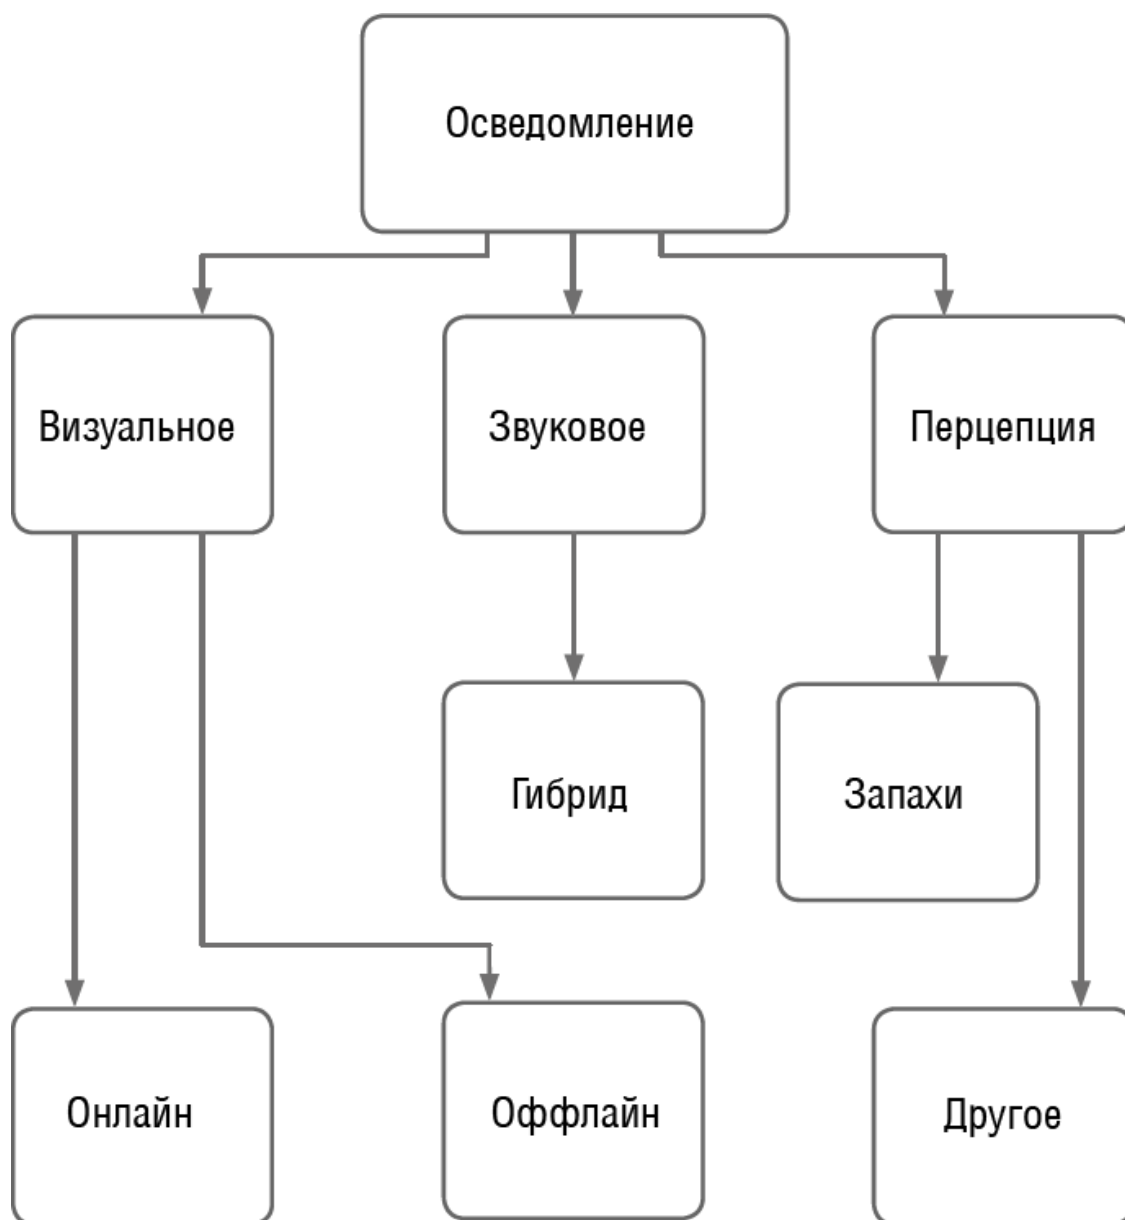 Осведомление
Визуальное
Звуковое
Перцепция
Гибрид
Запахи
Онлайн
Оффлайн
Другое